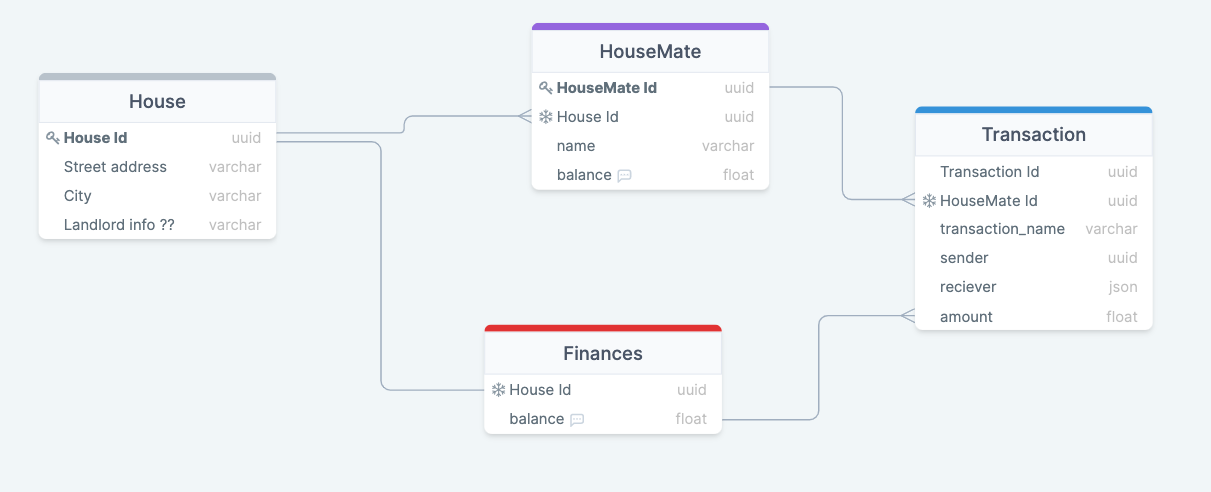 House
House Id uuid
Street address varchar
City varchar
Landlord info ?? varchar
HouseMate
HouseMate Id uuid
House Id uuid
name varchar
balance float
Transaction
Transaction Id uuid
HouseMate Id uuid
transaction_name varchar
sender uuid
reciever json
amount float
Finances
House Id uuid
balance float